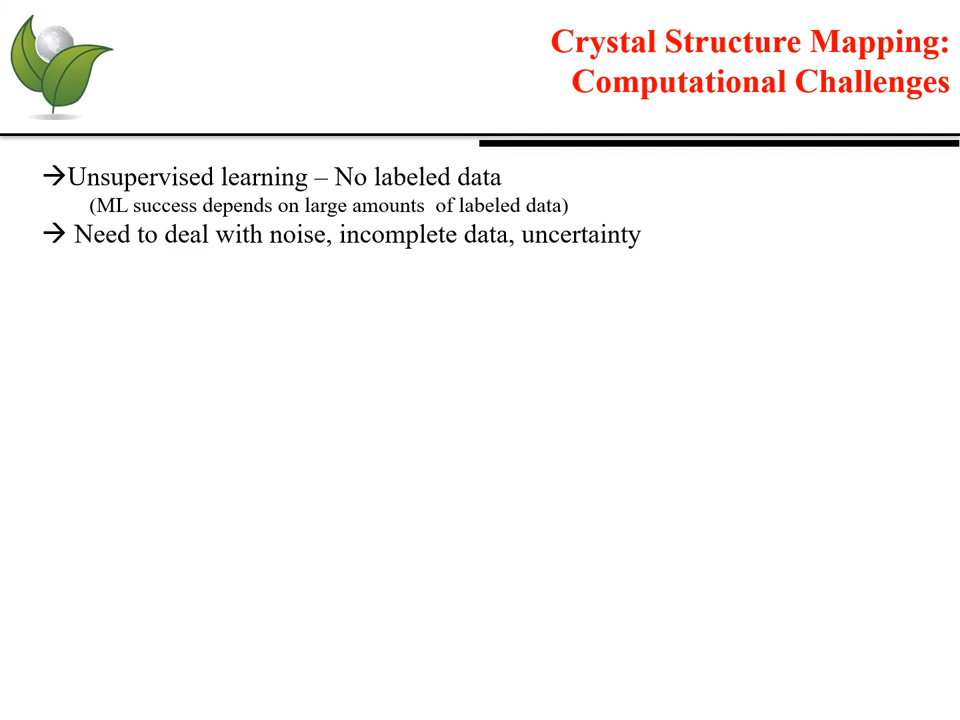 Crystal Structure Mapping:
Computational Challenges
→Unsupervised learning – No labeled data
(ML success depends on large amounts  of labeled data)
→ Need to deal with noise, incomplete data, uncertainty